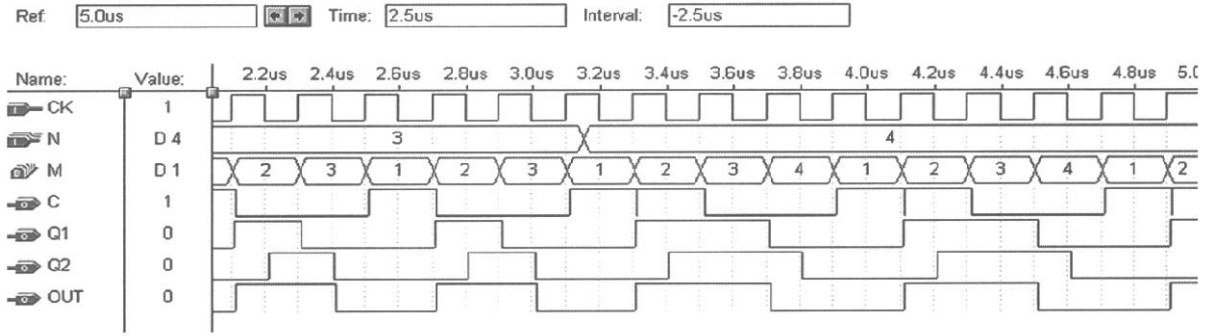 Ref: 5.0us Time: 2.5us Interval: -2.5us
Name: Value: 2.2us 2.4us 2.6us 2.8us 3.0us 3.2us 3.4us 3.6us 3.8us 4.0us 4.2us 4.4us 4.6us 4.8us 5.0
CK 1
N D 4 3 4
M D 1 2 3 1 2 3 1 2 3 4 1 2 3 4 1 2
C 1
Q1 0
Q2 0
OUT 0